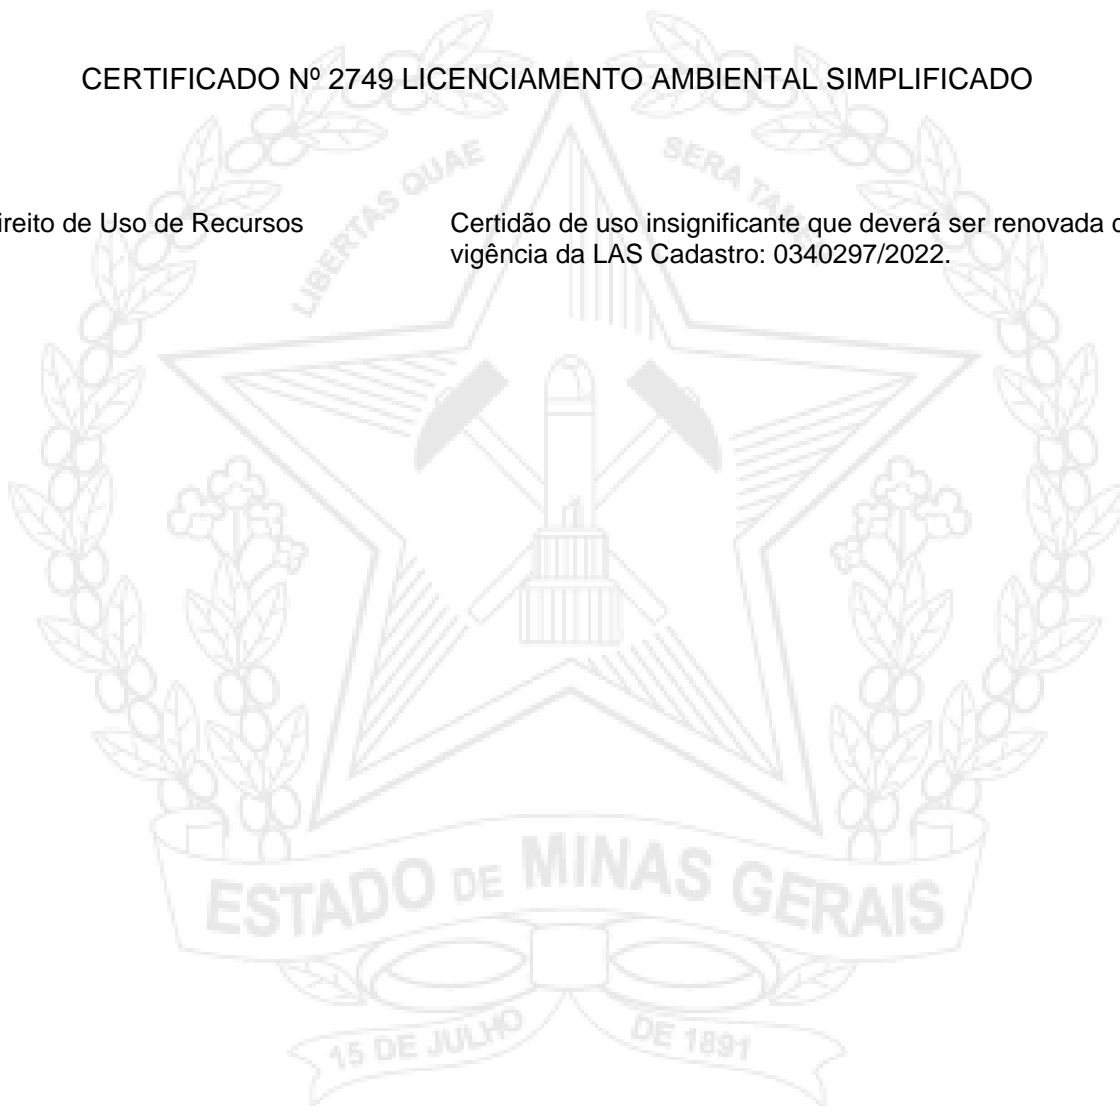 CERTIFICADO Nº 2749 LICENCIAMENTO AMBIENTAL SIMPLIFICADO
LIBERTAS QUAE SERA TAMEN
ireito de Uso de Recursos
Certidão de uso insignificante que deverá ser renovada
vigência da LAS Cadastro: 0340297/2022.
ESTADO DE MINAS GERAIS
15 DE JULHO DE 1891